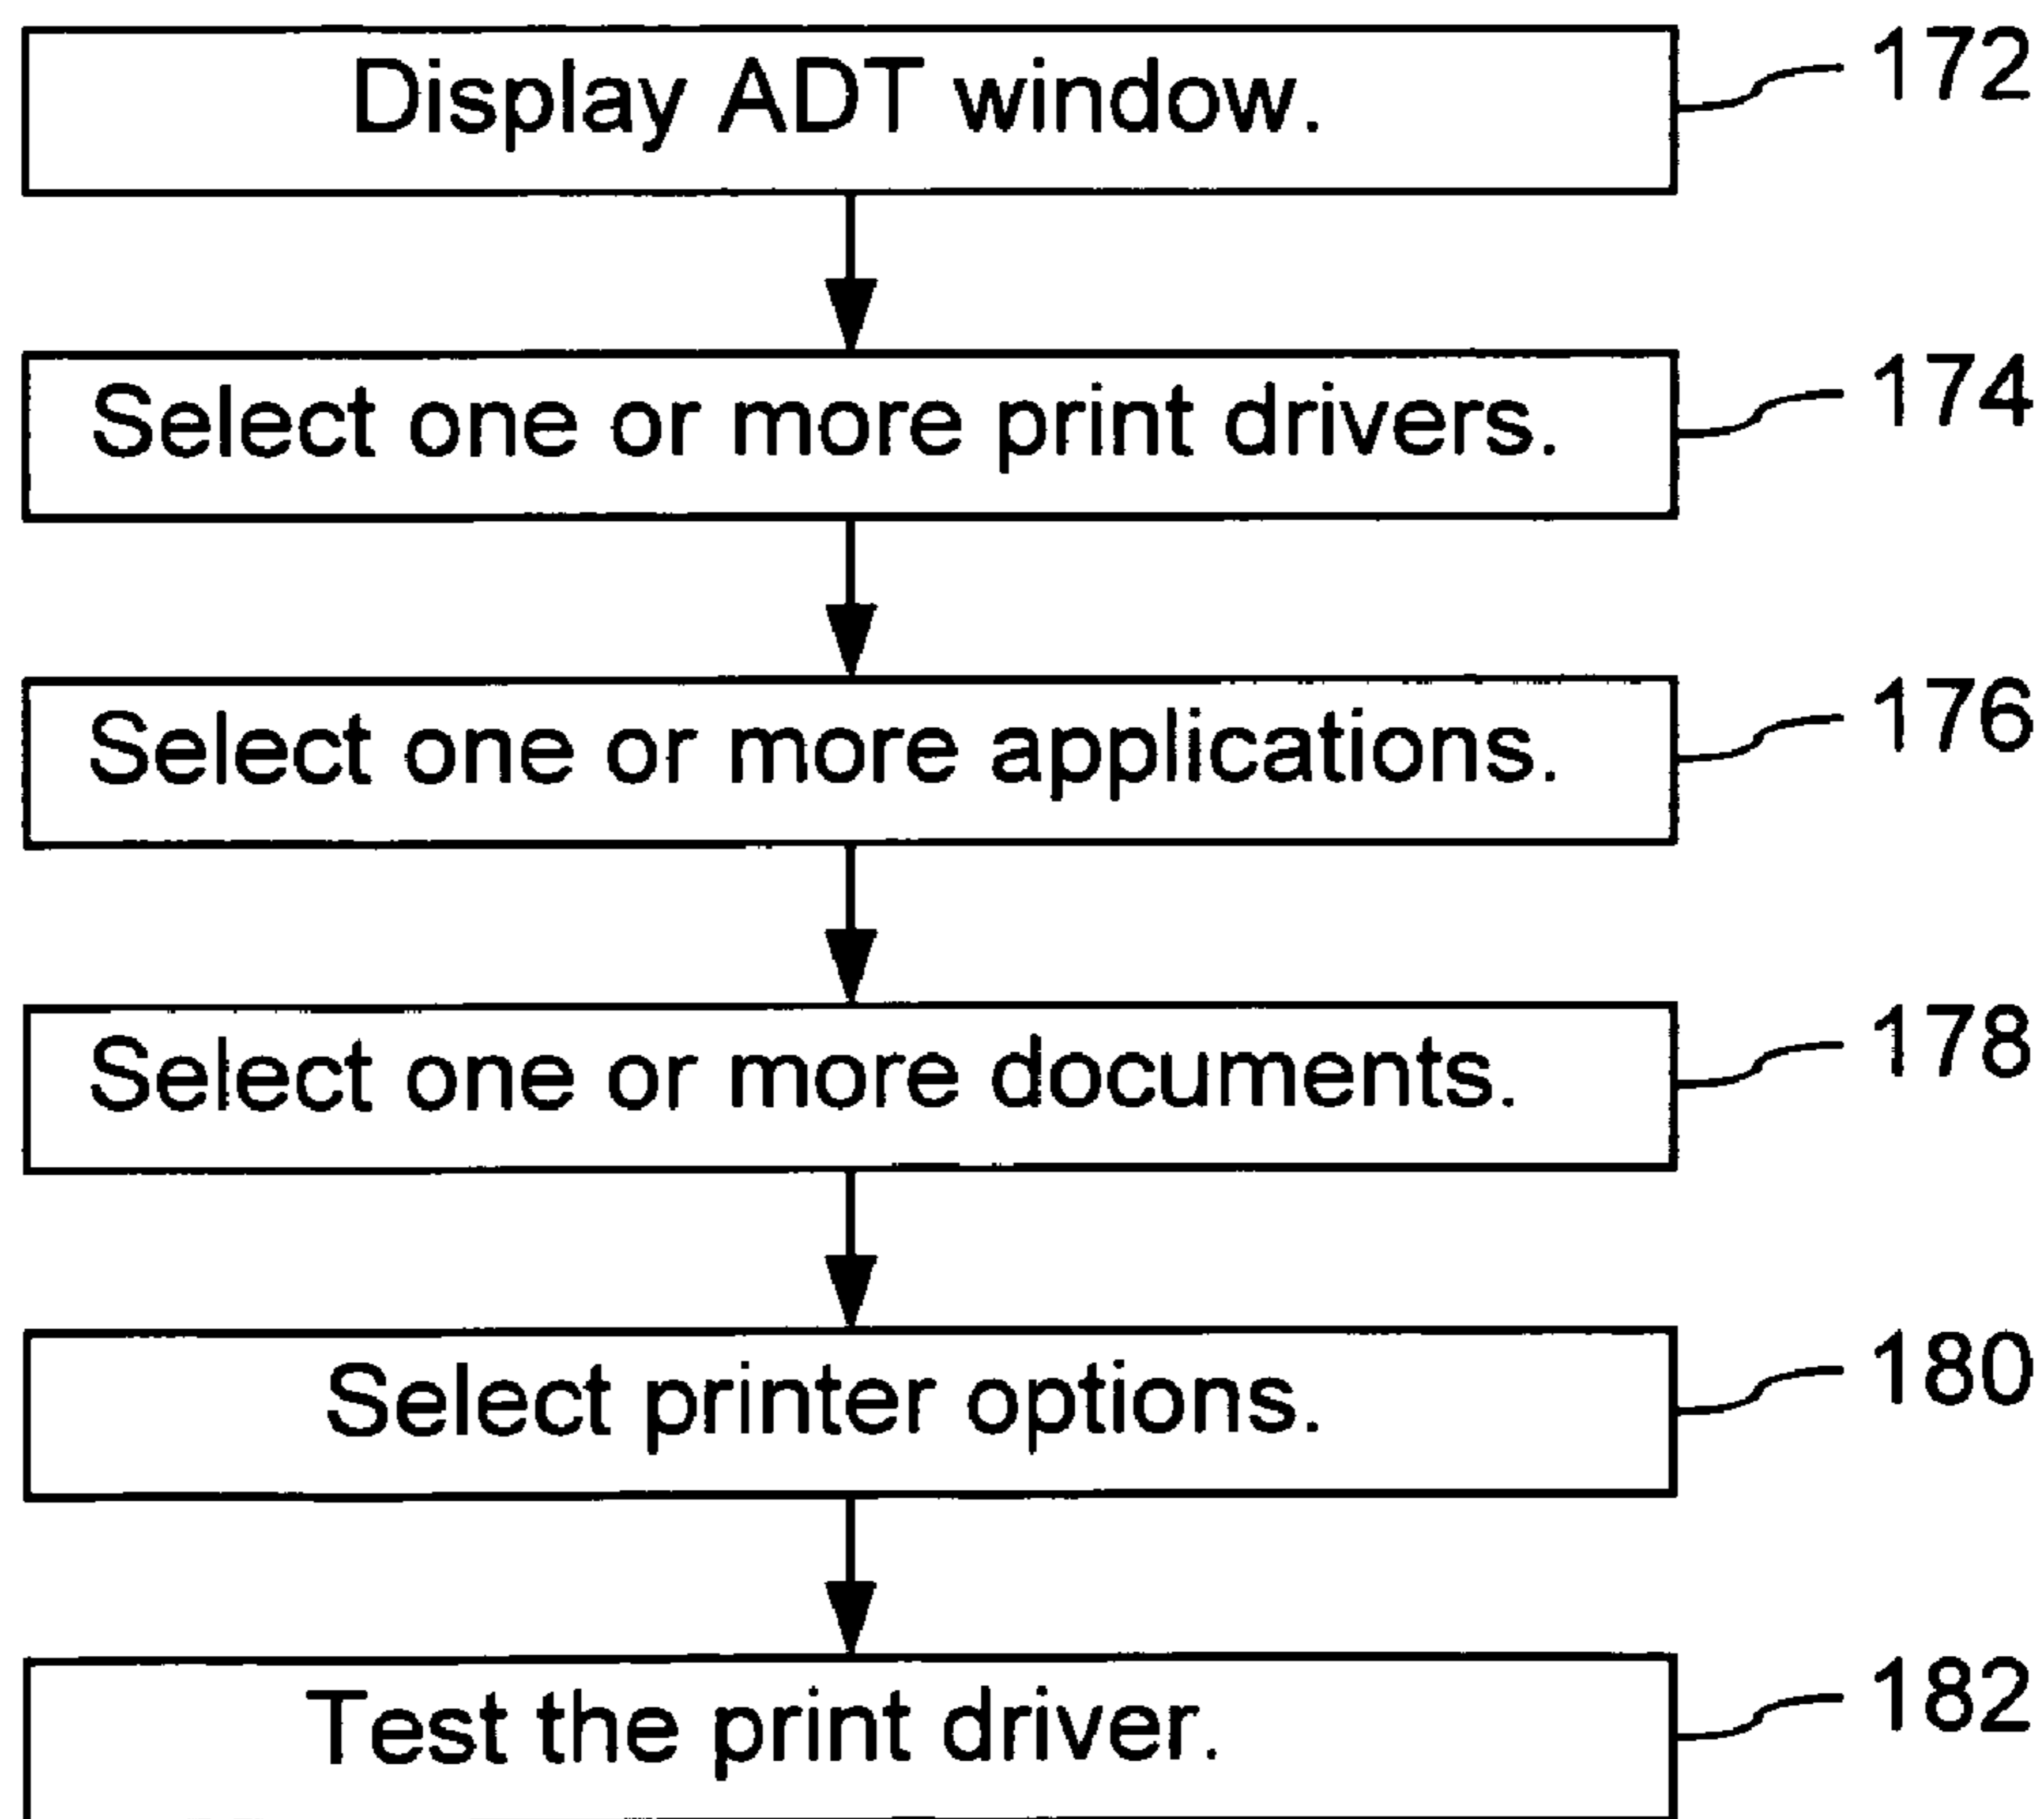 Display ADT window.
172
Select one or more print drivers.
174
Select one or more applications.
176
Select one or more documents.
178
Select printer options.
180
Test the print driver.
182